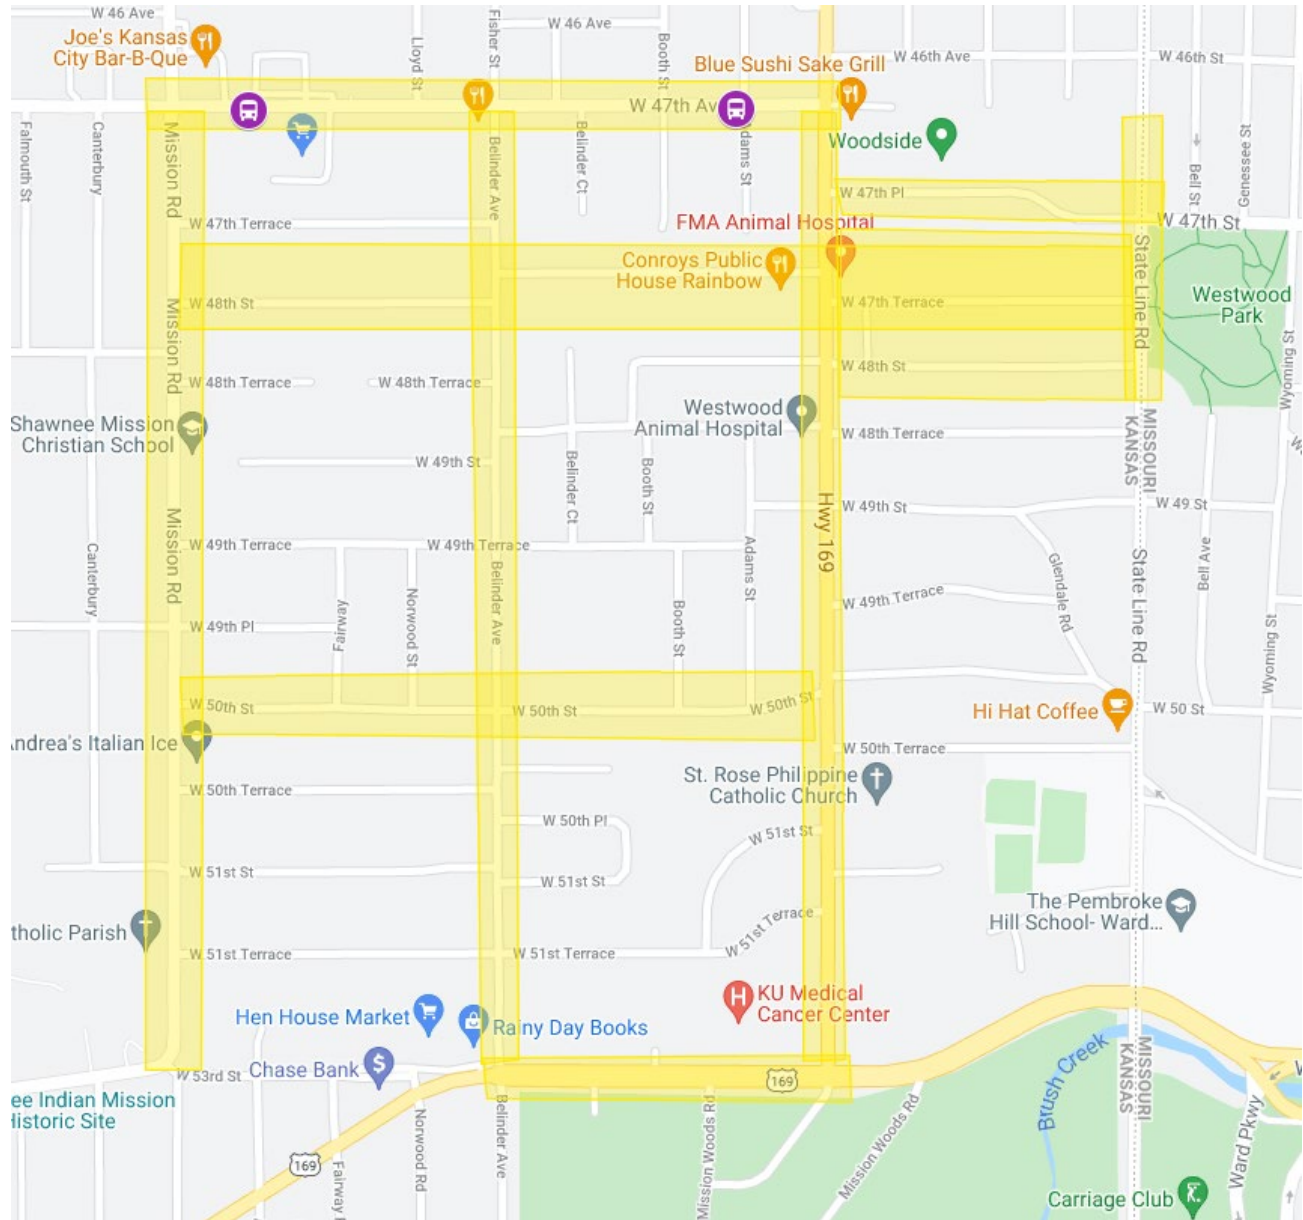 W 46 Ave
W 46 Ave
Joe's Kansas
City Bar-B-Que
Lloyd St
Fisher St
Booth St
W 46th Ave
W 46th St
Blue Sushi Sake Grill
W 47th Av
Falmouth St
Canterbury
Mission Rd
Belinder Ave
Belinder Ct
Adams St
Woodside
Bell St
Genesee St
W 47th Pl
W 47th Terrace
FMA Animal Hospital
W 47th St
Conroys Public
House Rainbow
State Line Rd
Westwood
Park
W 48th St
Mission Rd
W 47th Terrace
Wyoming St
W 48th Terrace
W 48th Terrace
W 48th St
Westwood
Animal Hospital
MISSOURI
KANSAS
Shawnee Mission
Christian School
W 48th Terrace
W 49th St
Belinder Ct
Booth St
Hwy 169
W 49th St
W 49 St
Mission Rd
Canterbury
W 49th Terrace
W 49th Terrace
Belinder Ave
Adams St
Glendale Rd
State Line Rd
Bell Ave
Fairway
Norwood St
Booth St
W 49th Terrace
W 49th Pl
Wyoming St
W 50th St
W 50th St
W 50th St
Hi Hat Coffee
W 50 St
Andrea's Italian Ice
W 50th Terrace
St. Rose Philippine
Catholic Church
W 50th Terrace
W 50th Pl
W 51st St
W 51st St
W 51st St
tholic Parish
The Pembroke
Hill School- Ward...
W 51st Terrace
W 51st Terrace
W 51st Terrace
KU Medical
Cancer Center
Hen House Market
Rainy Day Books
Chase Bank
W 53rd St
169
Brush Creek
MISSOURI
KANSAS
ee Indian Mission
Historic Site
Norwood Rd
Belinder Ave
Mission Woods Rd
Mission Woods Rd
Ward Pkwy
169
Fairway
Carriage Club